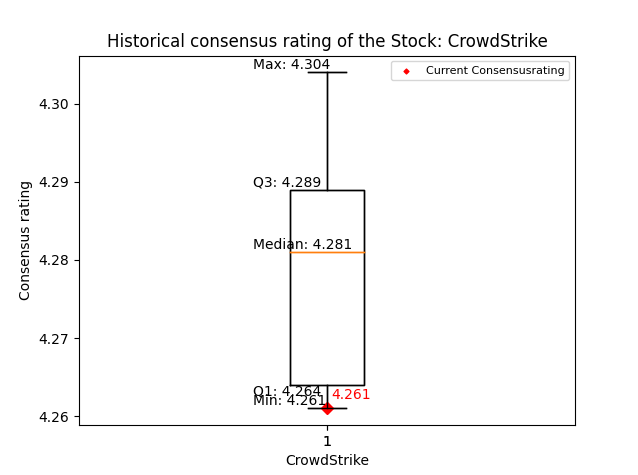 Historical consensus rating of the Stock: CrowdStrike
Max: 4.304
Current Consensusrating
4.30
Q3: 4.289
4.29
Median: 4.281
4.28
Consensus rating
4.27
Q1: 4.264
4.261
Min: 4.261
4.26
1
CrowdStrike